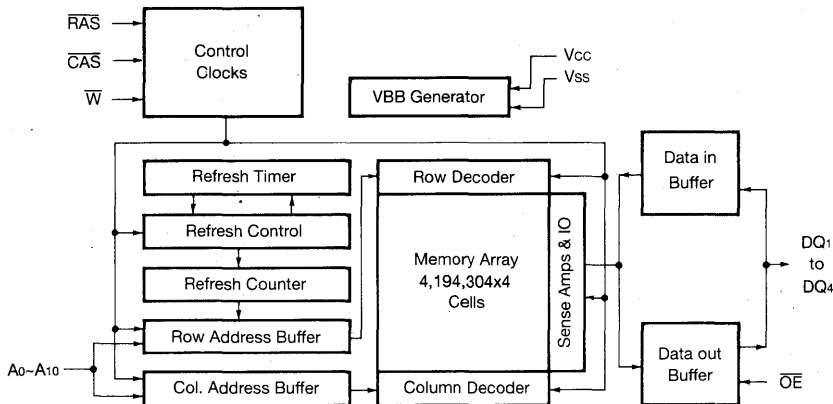 RAS
CAS
W
Control
Clocks
VCC
VSS
VBB Generator
Refresh Timer
Refresh Control
Refresh Counter
Row Address Buffer
Col. Address Buffer
A0~A10
Row Decoder
Memory Array
4,194,304x4
Cells
Column Decoder
Sense Amps & IO
Data in
Buffer
DQ1
to
DQ4
Data out
Buffer
OE